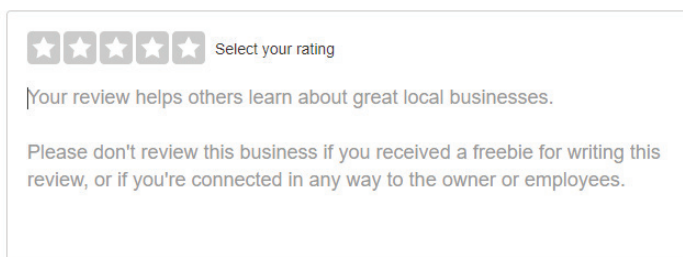 Select your rating
Your review helps others learn about great local businesses.
Please don't review this business if you received a freebie for writing this
review, or if you're connected in any way to the owner or employees.